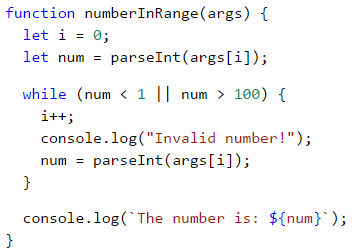 function numberInRange(args) {
  let i = 0;
  let num = parseInt(args[i]);
  while (num < 1 || num > 100) {
    i++;
    console.log("Invalid number!");
    num = parseInt(args[i]);
  }
  console.log(`The number is: ${num}`);
}